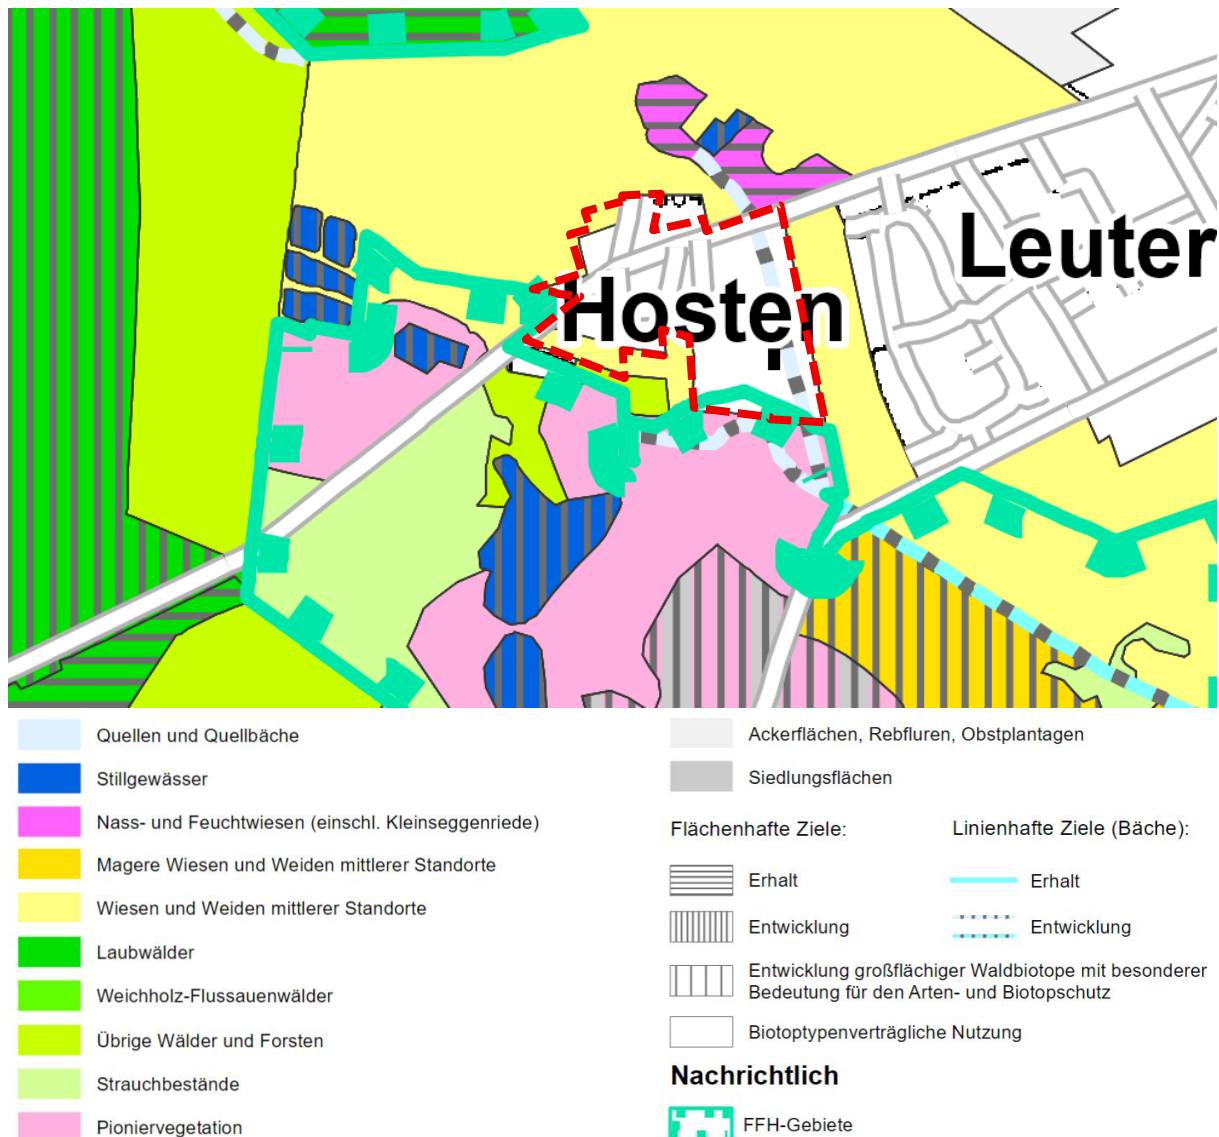 Leuter
Hosten
Quellen und Quellbäche
Stillgewässer
Nass- und Feuchtwiesen (einschl. Kleinseggenriede)
Magere Wiesen und Weiden mittlerer Standorte
Wiesen und Weiden mittlerer Standorte
Laubwälder
Weichholz-Flussauenwälder
Übrige Wälder und Forsten
Strauchbestände
Pioniervegetation
Ackerflächen, Rebfluren, Obstplantagen
Siedlungsflächen
Flächenhafte Ziele:
Erhalt
Entwicklung
Entwicklung großflächiger Waldbiotope mit besonderer
Bedeutung für den Arten- und Biotopschutz
Biotoptypenverträgliche Nutzung
Linienhafte Ziele (Bäche):
Erhalt
Entwicklung
Nachrichtlich
FFH-Gebiete